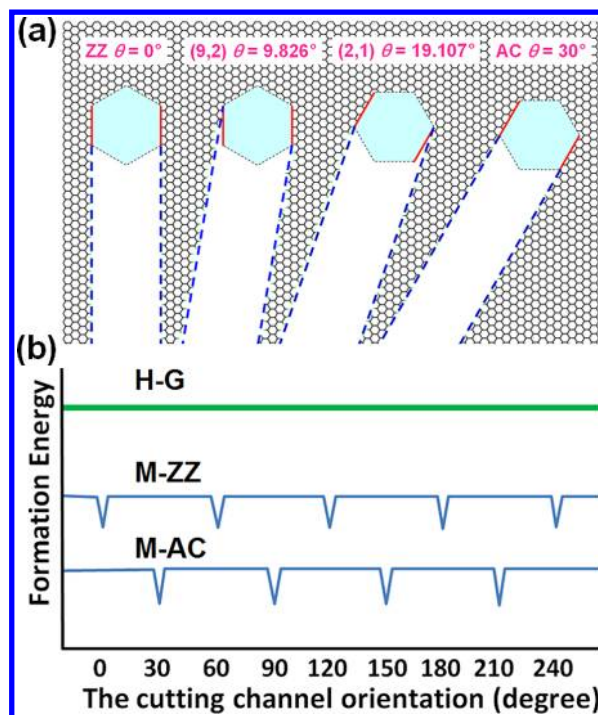 (a)
ZZ θ = 0°
(9,2) θ = 9.826°
(2,1) θ = 19.107°
AC θ = 30°
(b)
Formation Energy
H-G
M-ZZ
M-AC
0 30 60 90 120 150 180 210 240
The cutting channel orientation (degree)